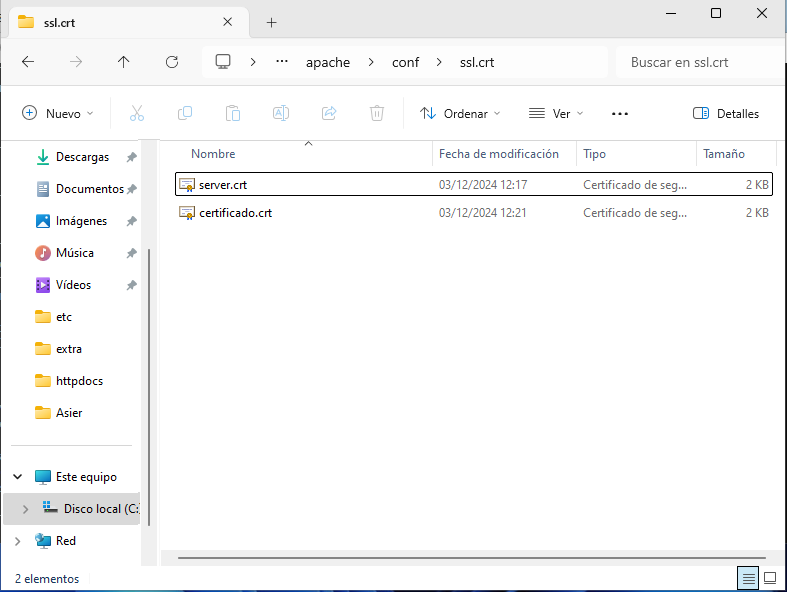 ssl.crt
apache conf ssl.crt Buscar en ssl.crt
Nuevo Ordenar Ver Detalles
Nombre Fecha de modificación Tipo Tamaño
server.crt 03/12/2024 12:17 Certificado de seg... 2 KB
certificado.crt 03/12/2024 12:21 Certificado de seg... 2 KB
Descargas
Documentos
Imágenes
Música
Vídeos
etc
extra
httpdocs
Asier
Este equipo
Disco local (C:
Red
2 elementos